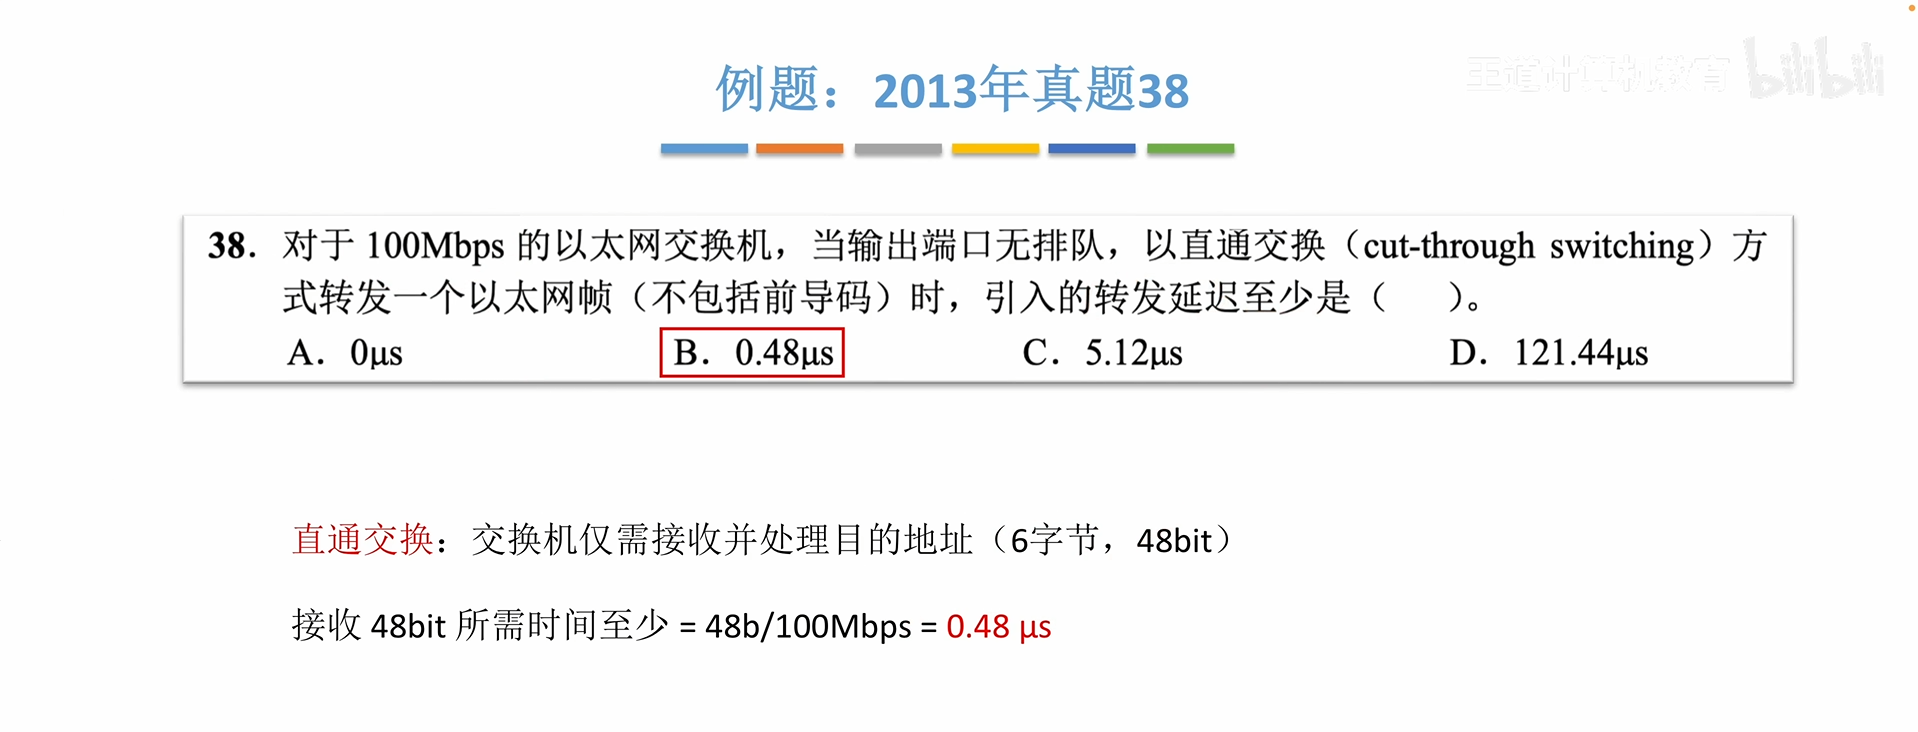 王道计算机教育 bilibili
例题：2013年真题38
38. 对于 100Mbps 的以太网交换机，当输出端口无排队，以直通交换（cut-through switching）方
式转发一个以太网帧（不包括前导码）时，引入的转发延迟至少是（　　）。
A. 0μs　B. 0.48μs　C. 5.12μs　D. 121.44μs
直通交换：交换机仅需接收并处理目的地址（6字节，48bit）
接收 48bit 所需时间至少 = 48b/100Mbps = 0.48 μs